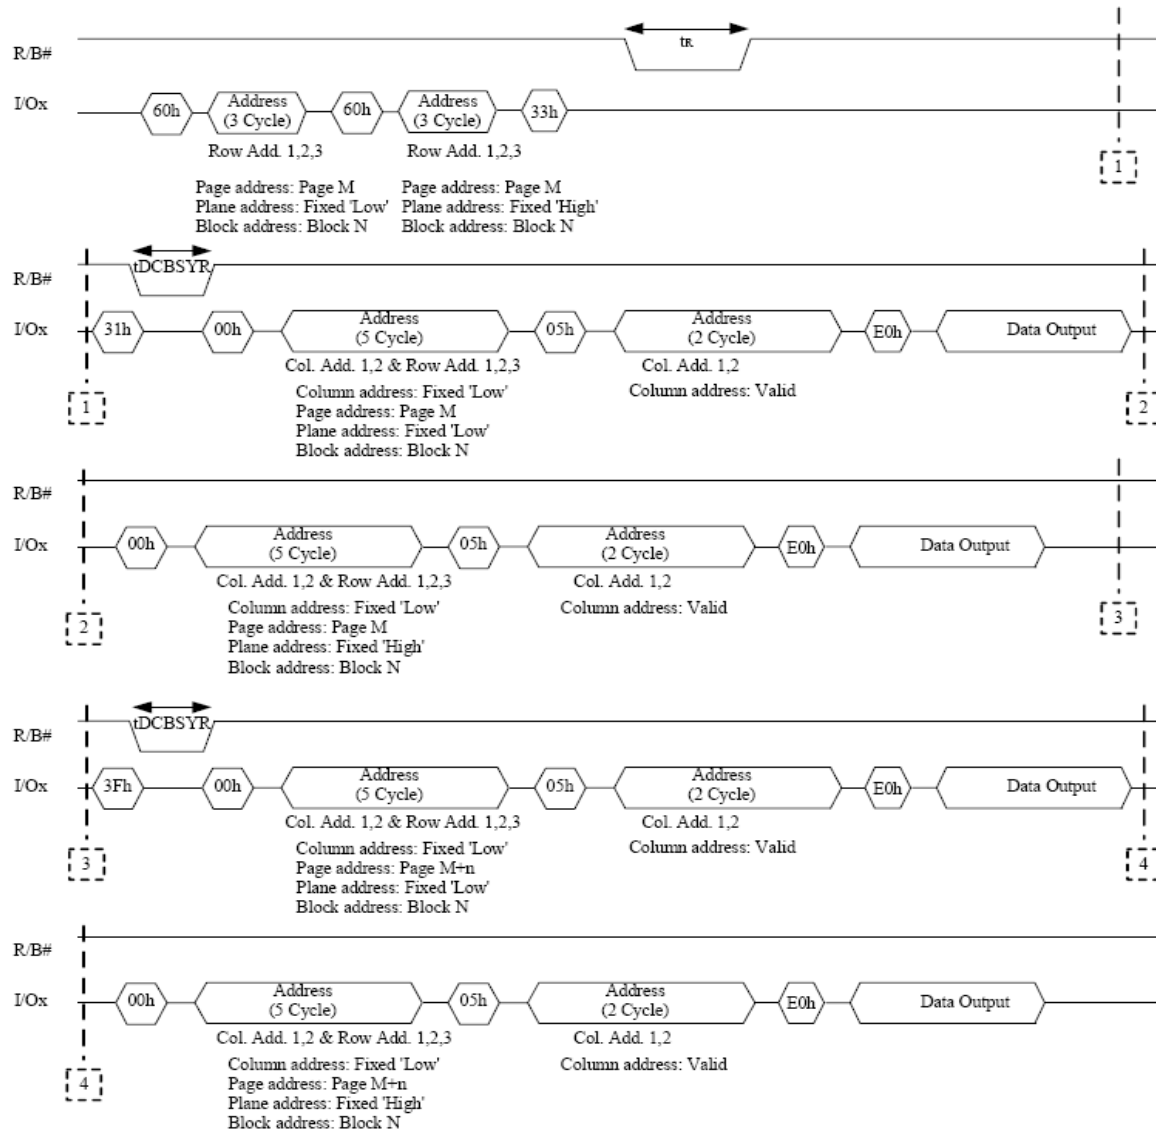 R/B#
tR
I/Ox
60h
Address
(3 Cycle)
60h
Address
(3 Cycle)
33h
Row Add. 1,2,3
Row Add. 1,2,3
1
Page address: Page M
Plane address: Fixed 'Low'
Block address: Block N
Page address: Page M
Plane address: Fixed 'High'
Block address: Block N
R/B#
tDCBSYR
I/Ox
31h
00h
Address
(5 Cycle)
05h
Address
(2 Cycle)
E0h
Data Output
Col. Add. 1,2 & Row Add. 1,2,3
Column address: Fixed 'Low'
Page address: Page M
Plane address: Fixed 'Low'
Block address: Block N
Col. Add. 1,2
Column address: Valid
1
2
R/B#
I/Ox
00h
Address
(5 Cycle)
05h
Address
(2 Cycle)
E0h
Data Output
Col. Add. 1,2 & Row Add. 1,2,3
Column address: Fixed 'Low'
Page address: Page M
Plane address: Fixed 'High'
Block address: Block N
Col. Add. 1,2
Column address: Valid
2
3
R/B#
tDCBSYR
I/Ox
3Fh
00h
Address
(5 Cycle)
05h
Address
(2 Cycle)
E0h
Data Output
Col. Add. 1,2 & Row Add. 1,2,3
Column address: Fixed 'Low'
Page address: Page M+n
Plane address: Fixed 'Low'
Block address: Block N
Col. Add. 1,2
Column address: Valid
3
4
R/B#
I/Ox
00h
Address
(5 Cycle)
05h
Address
(2 Cycle)
E0h
Data Output
Col. Add. 1,2 & Row Add. 1,2,3
Column address: Fixed 'Low'
Page address: Page M+n
Plane address: Fixed 'High'
Block address: Block N
Col. Add. 1,2
Column address: Valid
4